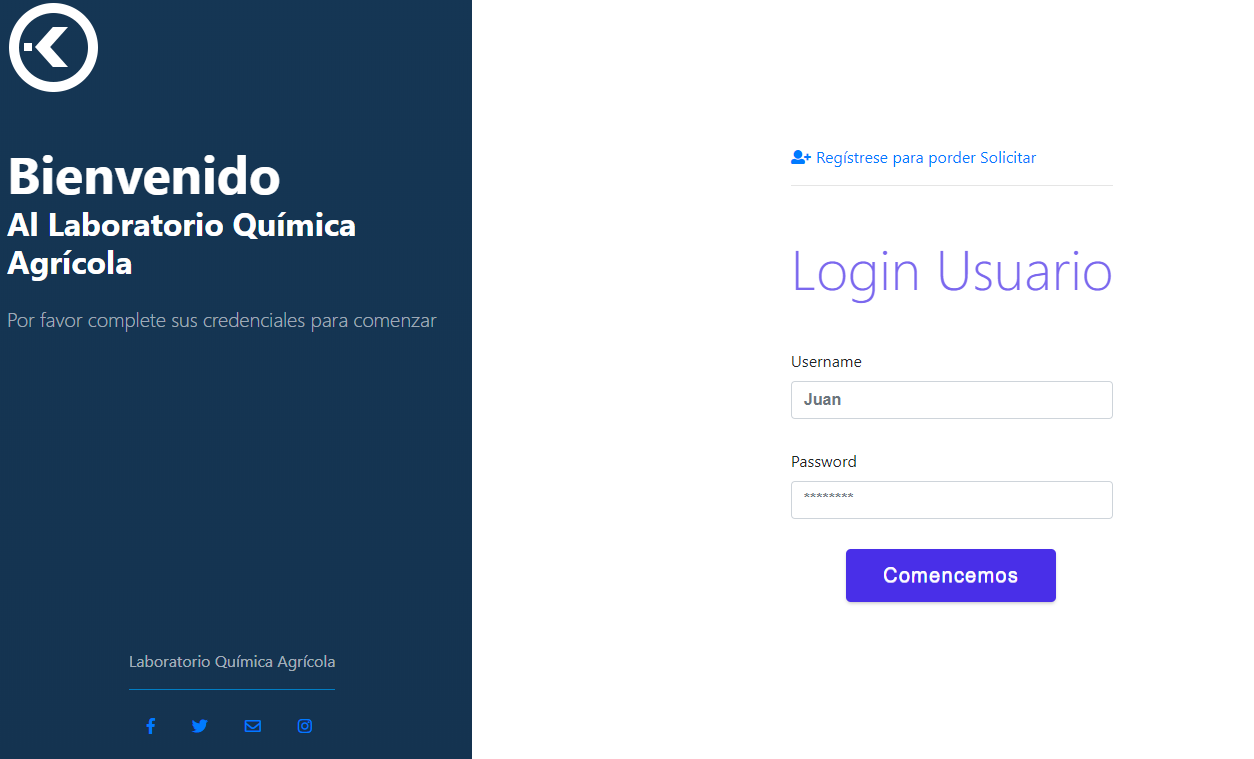 Bienvenido
Al Laboratorio Química
Agrícola
Por favor complete sus credenciales para comenzar
Laboratorio Química Agrícola
Regístrese para porder Solicitar
Login Usuario
Username
Juan
Password
********
Comencemos